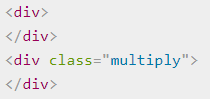 <div>
</div>
<div class="multiply">
</div>